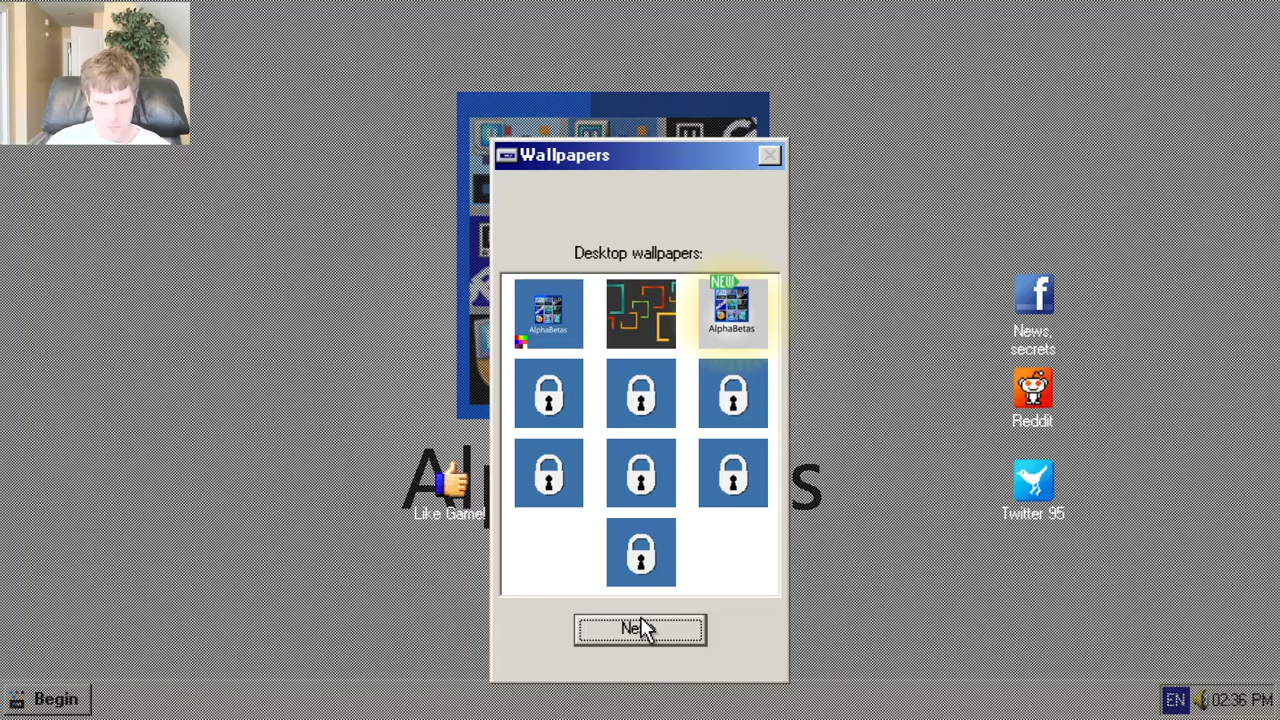 Wallpapers
Desktop wallpapers:
NEW
AlphaBetas
AlphaBetas
News,
secrets
Reddit
Like Game!
Twitter 95
Begin
EN
02:36 PM